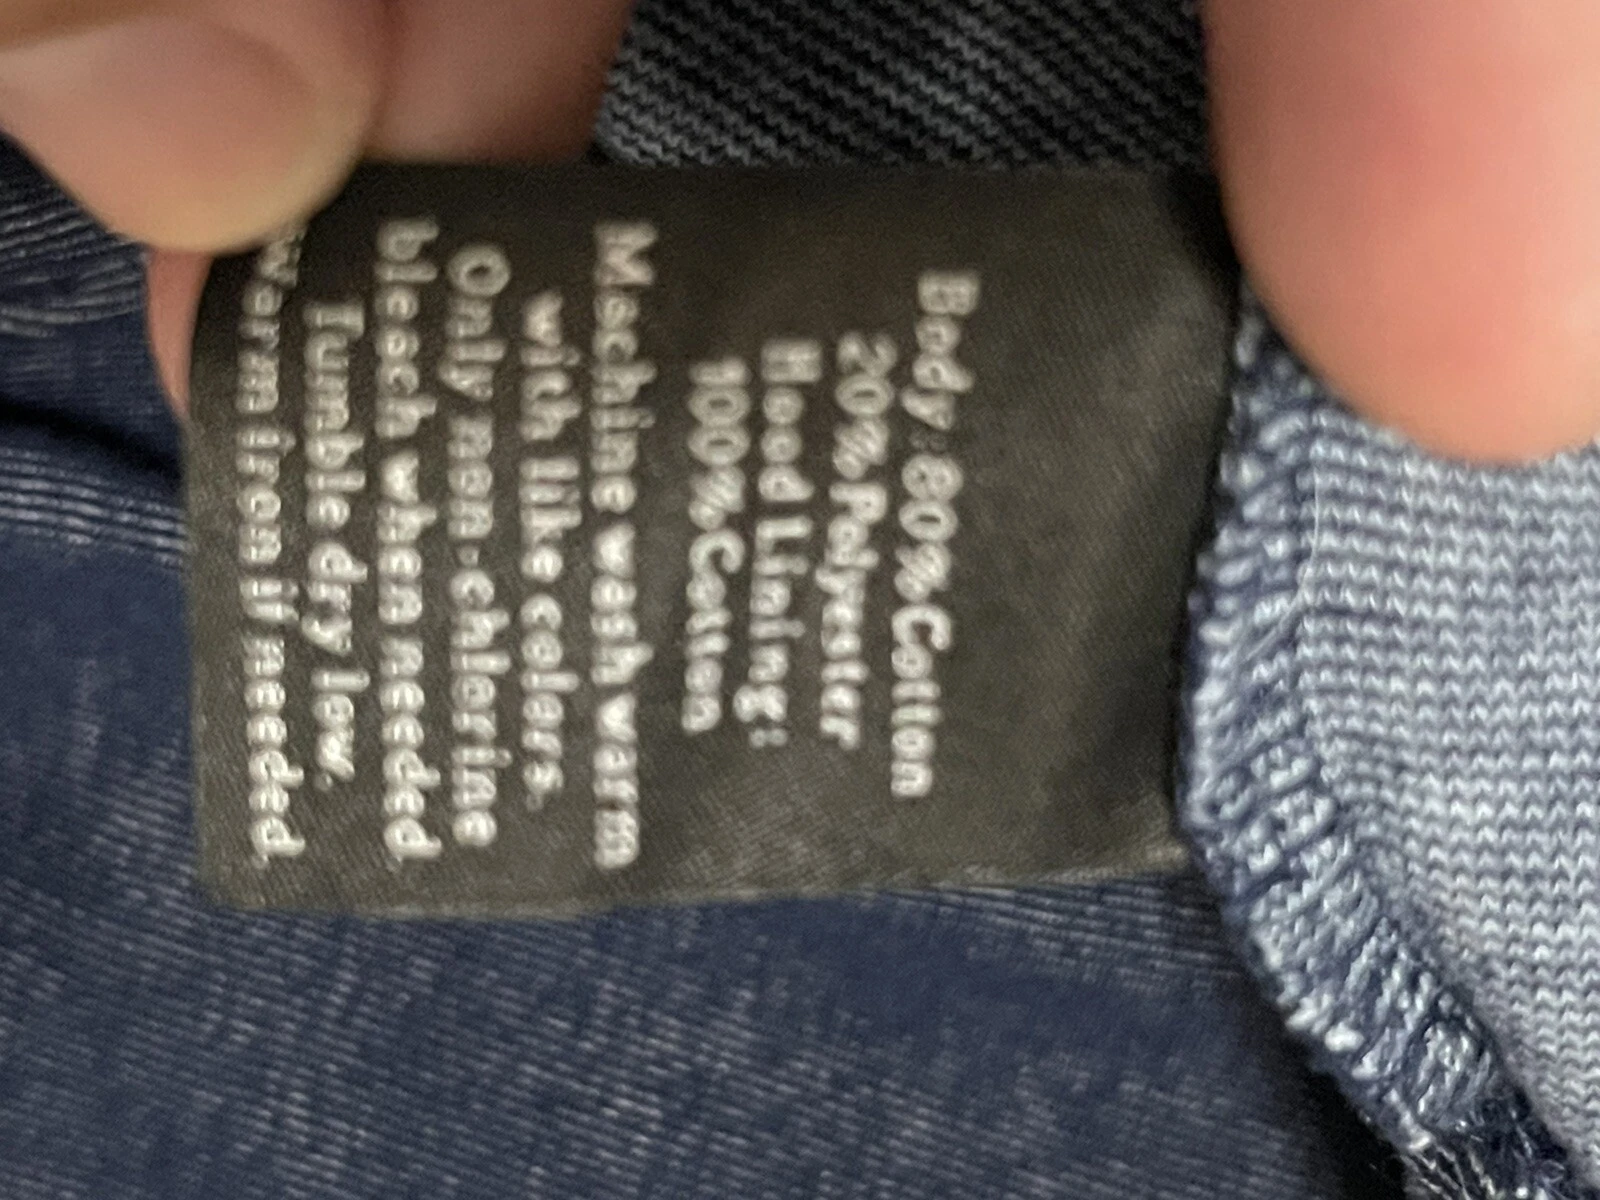 Body: 80% Cotton
20% Polyester
Hood Lining:
100% Cotton
Machine wash warm
with like colors.
Only non-chlorine
bleach when needed.
Tumble dry low.
Warm iron if needed.